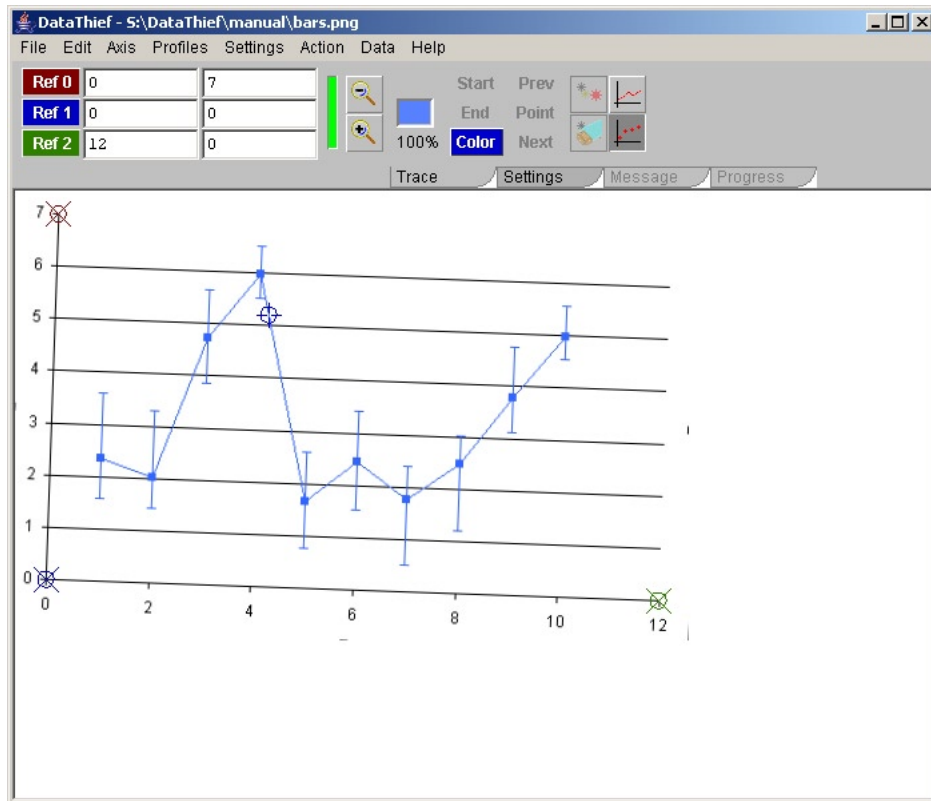 DataThief - S:\DataThief\manual\bars.png
File Edit Axis Profiles Settings Action Data Help
Ref 0 0 7
Ref 1 0 0
Ref 2 12 0
Start Prev
End Point
100% Color Next
Trace Settings Message Progress
7
6
5
4
3
2
1
0
0 2 4 6 8 10 12